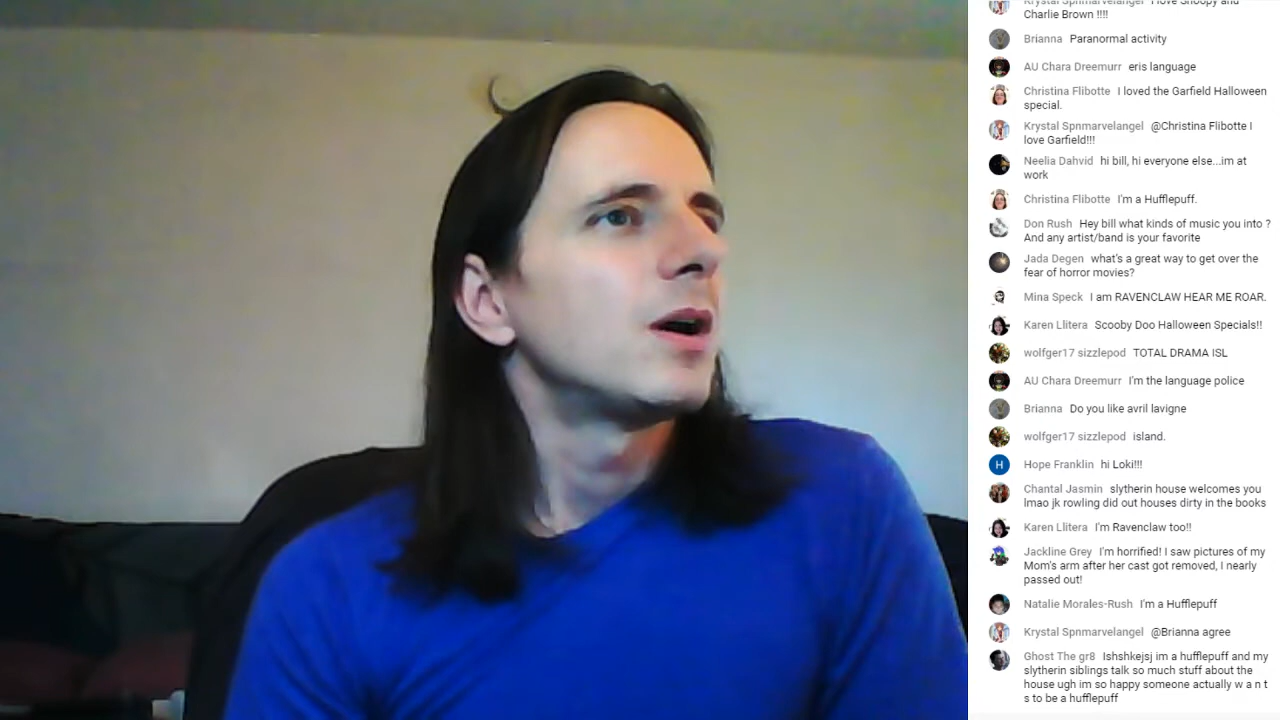 Krystal Spnmarvelangel I love Snoopy and
Charlie Brown !!!!
Brianna Paranormal activity
AU Chara Dreemurr eris language
Christina Flibotte I loved the Garfield Halloween
special.
Krystal Spnmarvelangel @Christina Flibotte I
love Garfield!!!
Neelia Dahvid hi bill, hi everyone else...im at
work
Christina Flibotte I'm a Hufflepuff.
Don Rush Hey bill what kinds of music you into ?
And any artist/band is your favorite
Jada Degen what's a great way to get over the
fear of horror movies?
Mina Speck I am RAVENCLAW HEAR ME ROAR.
Karen Llitera Scooby Doo Halloween Specials!!
wolfger17 sizzlepod TOTAL DRAMA ISL
AU Chara Dreemurr I'm the language police
Brianna Do you like avril lavigne
wolfger17 sizzlepod island.
H Hope Franklin hi Loki!!!
Chantal Jasmin slytherin house welcomes you
lmao jk rowling did out houses dirty in the books
Karen Llitera I'm Ravenclaw too!!
Jackline Grey I'm horrified! I saw pictures of my
Mom's arm after her cast got removed, I nearly
passed out!
Natalie Morales-Rush I'm a Hufflepuff
Krystal Spnmarvelangel @Brianna agree
Ghost The gr8 Ishshkejsj im a hufflepuff and my
slytherin siblings talk so much stuff about the
house ugh im so happy someone actually w a n t
s to be a hufflepuff